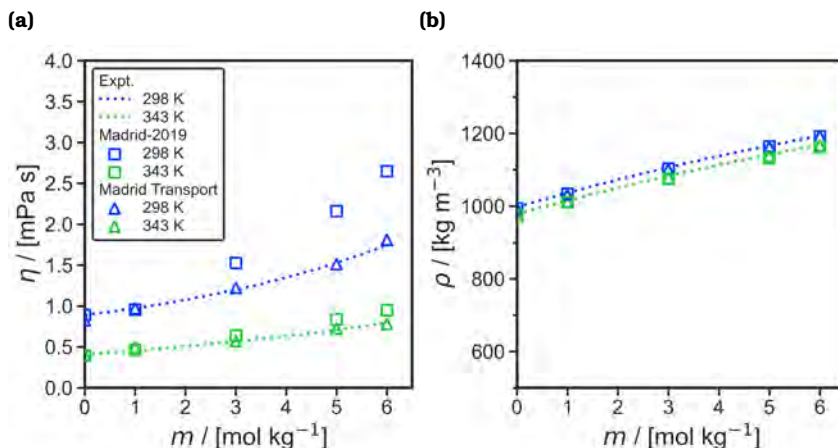 (a)
(b)
4.0
3.5
3.0
2.5
2.0
1.5
1.0
0.5
0.0
η / [mPa s]
Expt.
298 K
343 K
Madrid-2019
298 K
343 K
Madrid Transport
298 K
343 K
0 1 2 3 4 5 6
m / [mol kg⁻¹]
1400
1200
1000
800
600
ρ / [kg m⁻³]
0 1 2 3 4 5 6
m / [mol kg⁻¹]